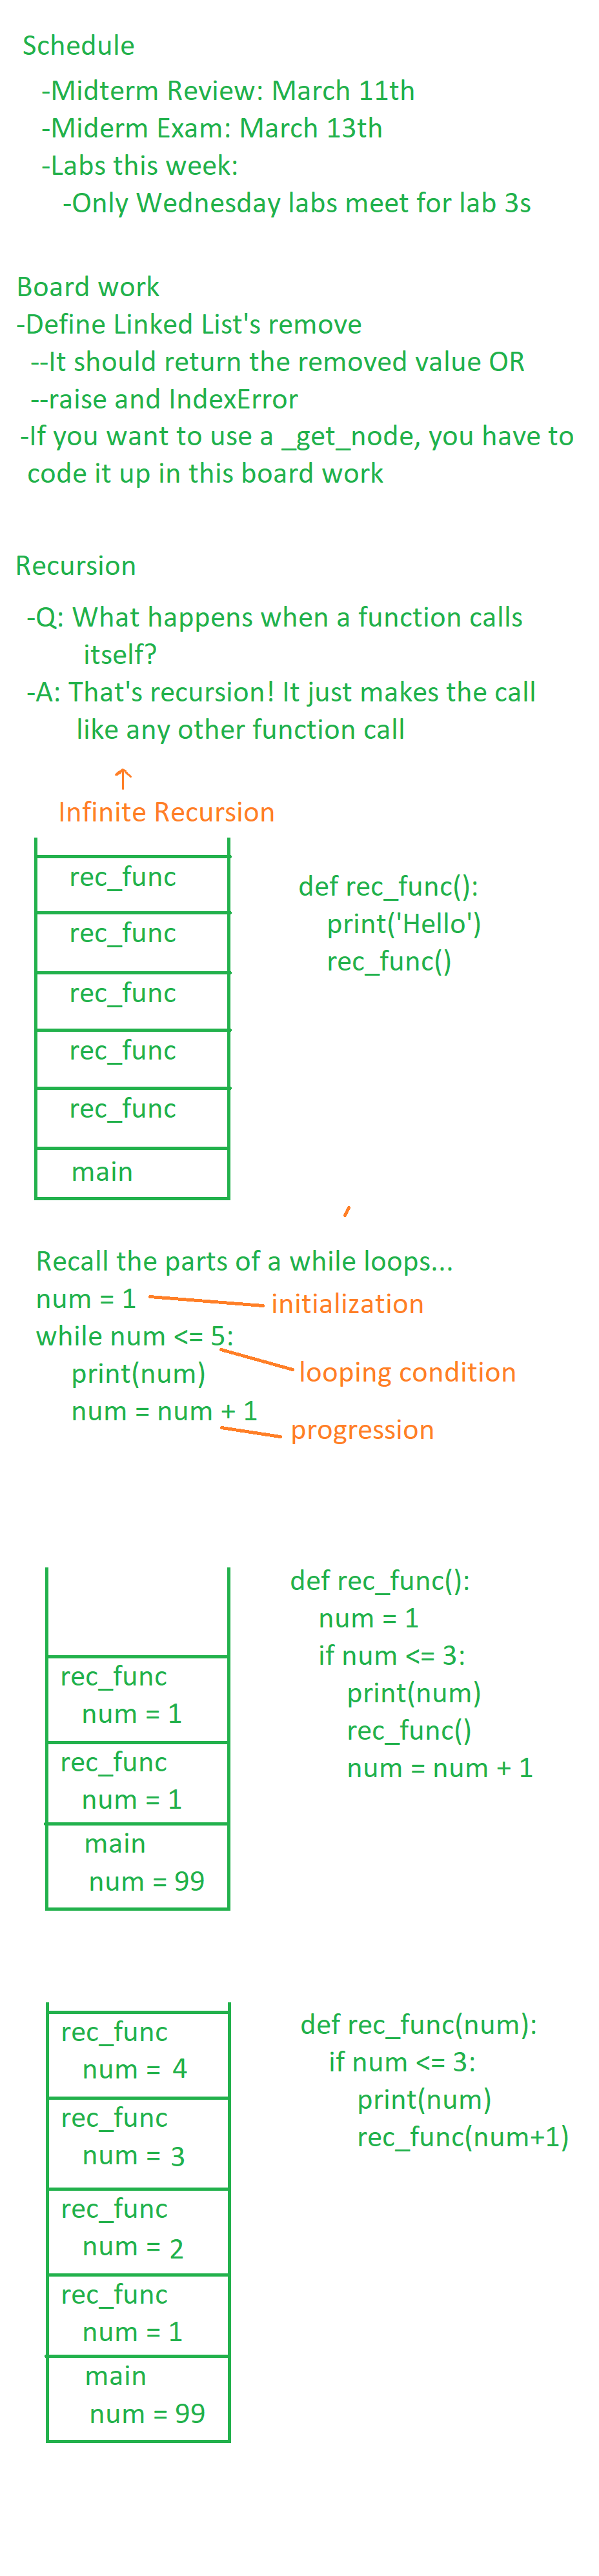 Schedule
-Midterm Review: March 11th
-Miderm Exam: March 13th
-Labs this week:
-Only Wednesday labs meet for lab 3s
Board work
-Define Linked List's remove
--It should return the removed value OR
--raise and IndexError
-If you want to use a _get_node, you have to
code it up in this board work
Recursion
-Q: What happens when a function calls
itself?
-A: That's recursion! It just makes the call
like any other function call
↑
Infinite Recursion
rec_func
rec_func
rec_func
rec_func
rec_func
main
def rec_func():
print('Hello')
rec_func()
Recall the parts of a while loops...
num = 1
initialization
while num <= 5:
looping condition
print(num)
num = num + 1
progression
rec_func
num = 1
rec_func
num = 1
main
num = 99
def rec_func():
num = 1
if num <= 3:
print(num)
rec_func()
num = num + 1
rec_func
num = 4
rec_func
num = 3
rec_func
num = 2
rec_func
num = 1
main
num = 99
def rec_func(num):
if num <= 3:
print(num)
rec_func(num+1)